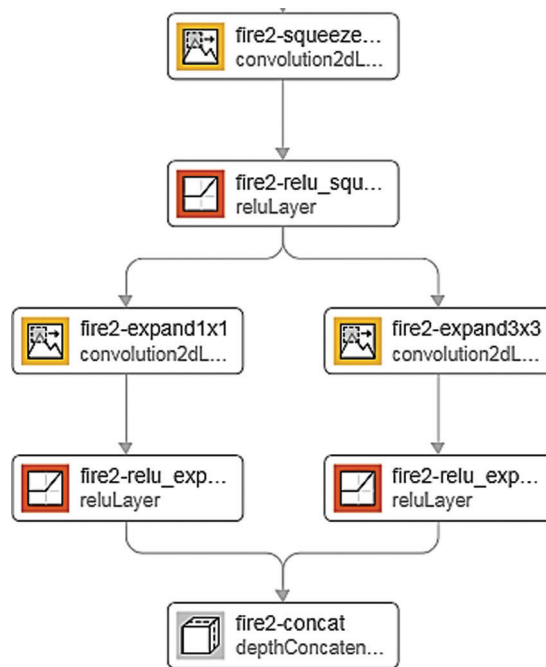 fire2-squeeze...
convolution2dL...
fire2-relu_squ...
reluLayer
fire2-expand1x1
convolution2dL...
fire2-expand3x3
convolution2dL...
fire2-relu_exp...
reluLayer
fire2-relu_exp...
reluLayer
fire2-concat
depthConcaten...